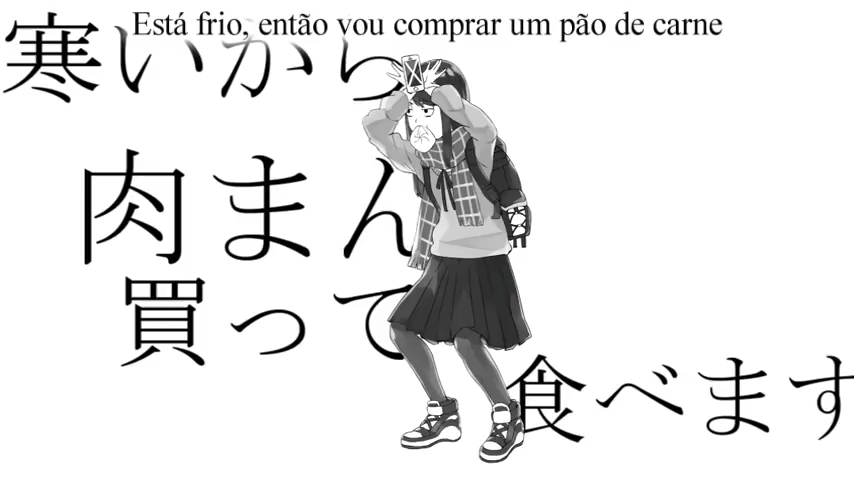 Está frio, então vou comprar um pão de carne
寒いから
肉まん
買って
食べます